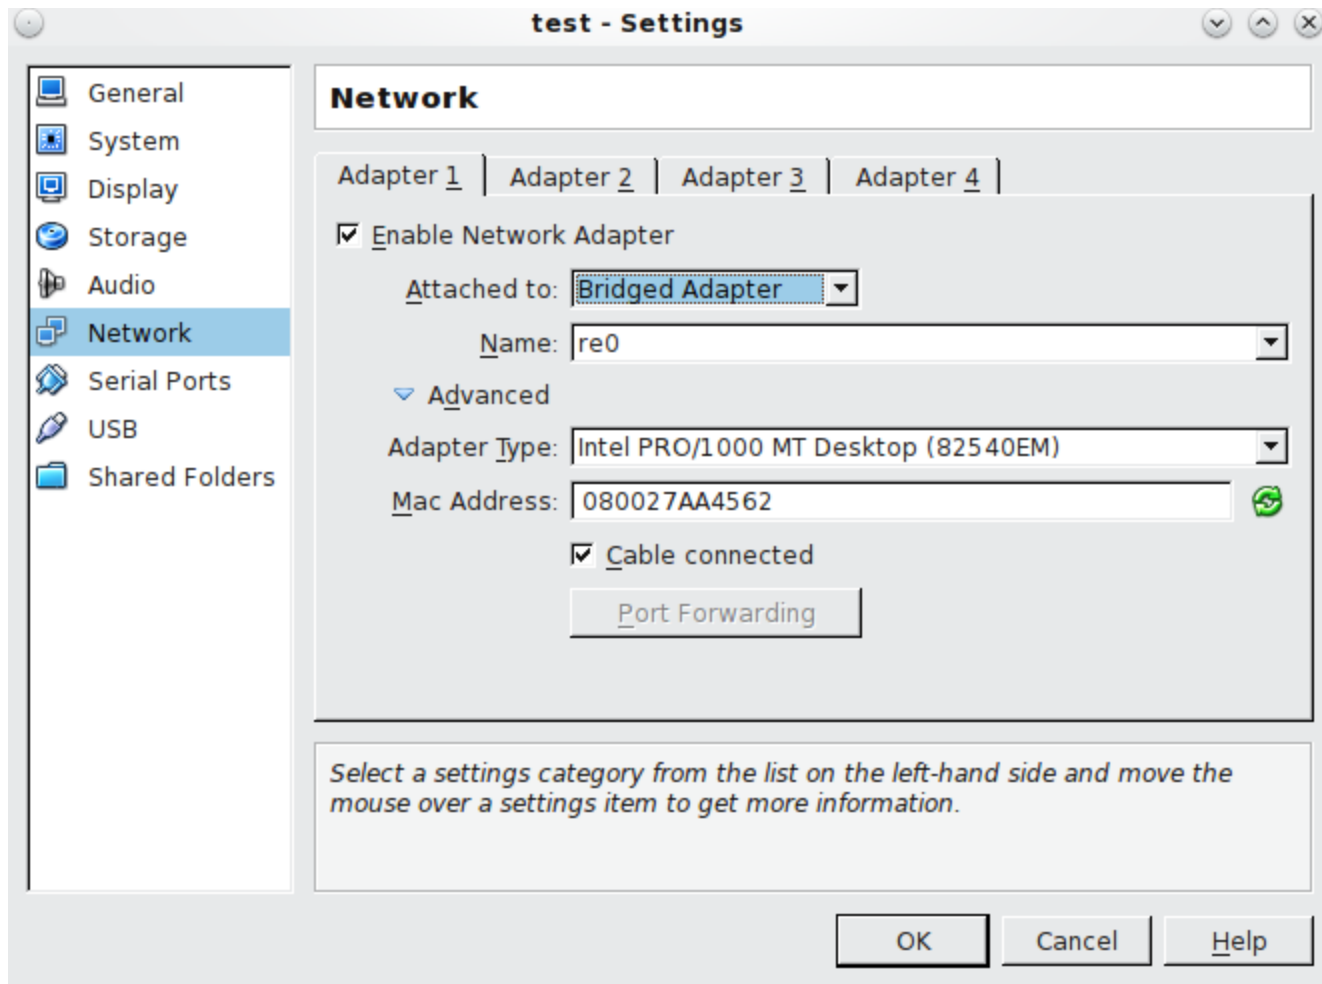 test - Settings
General
System
Display
Storage
Audio
Network
Serial Ports
USB
Shared Folders
Network
Adapter 1
Adapter 2
Adapter 3
Adapter 4
Enable Network Adapter
Attached to: Bridged Adapter
Name: re0
Advanced
Adapter Type: Intel PRO/1000 MT Desktop (82540EM)
Mac Address: 080027AA4562
Cable connected
Port Forwarding
Select a settings category from the list on the left-hand side and move the
mouse over a settings item to get more information.
OK
Cancel
Help